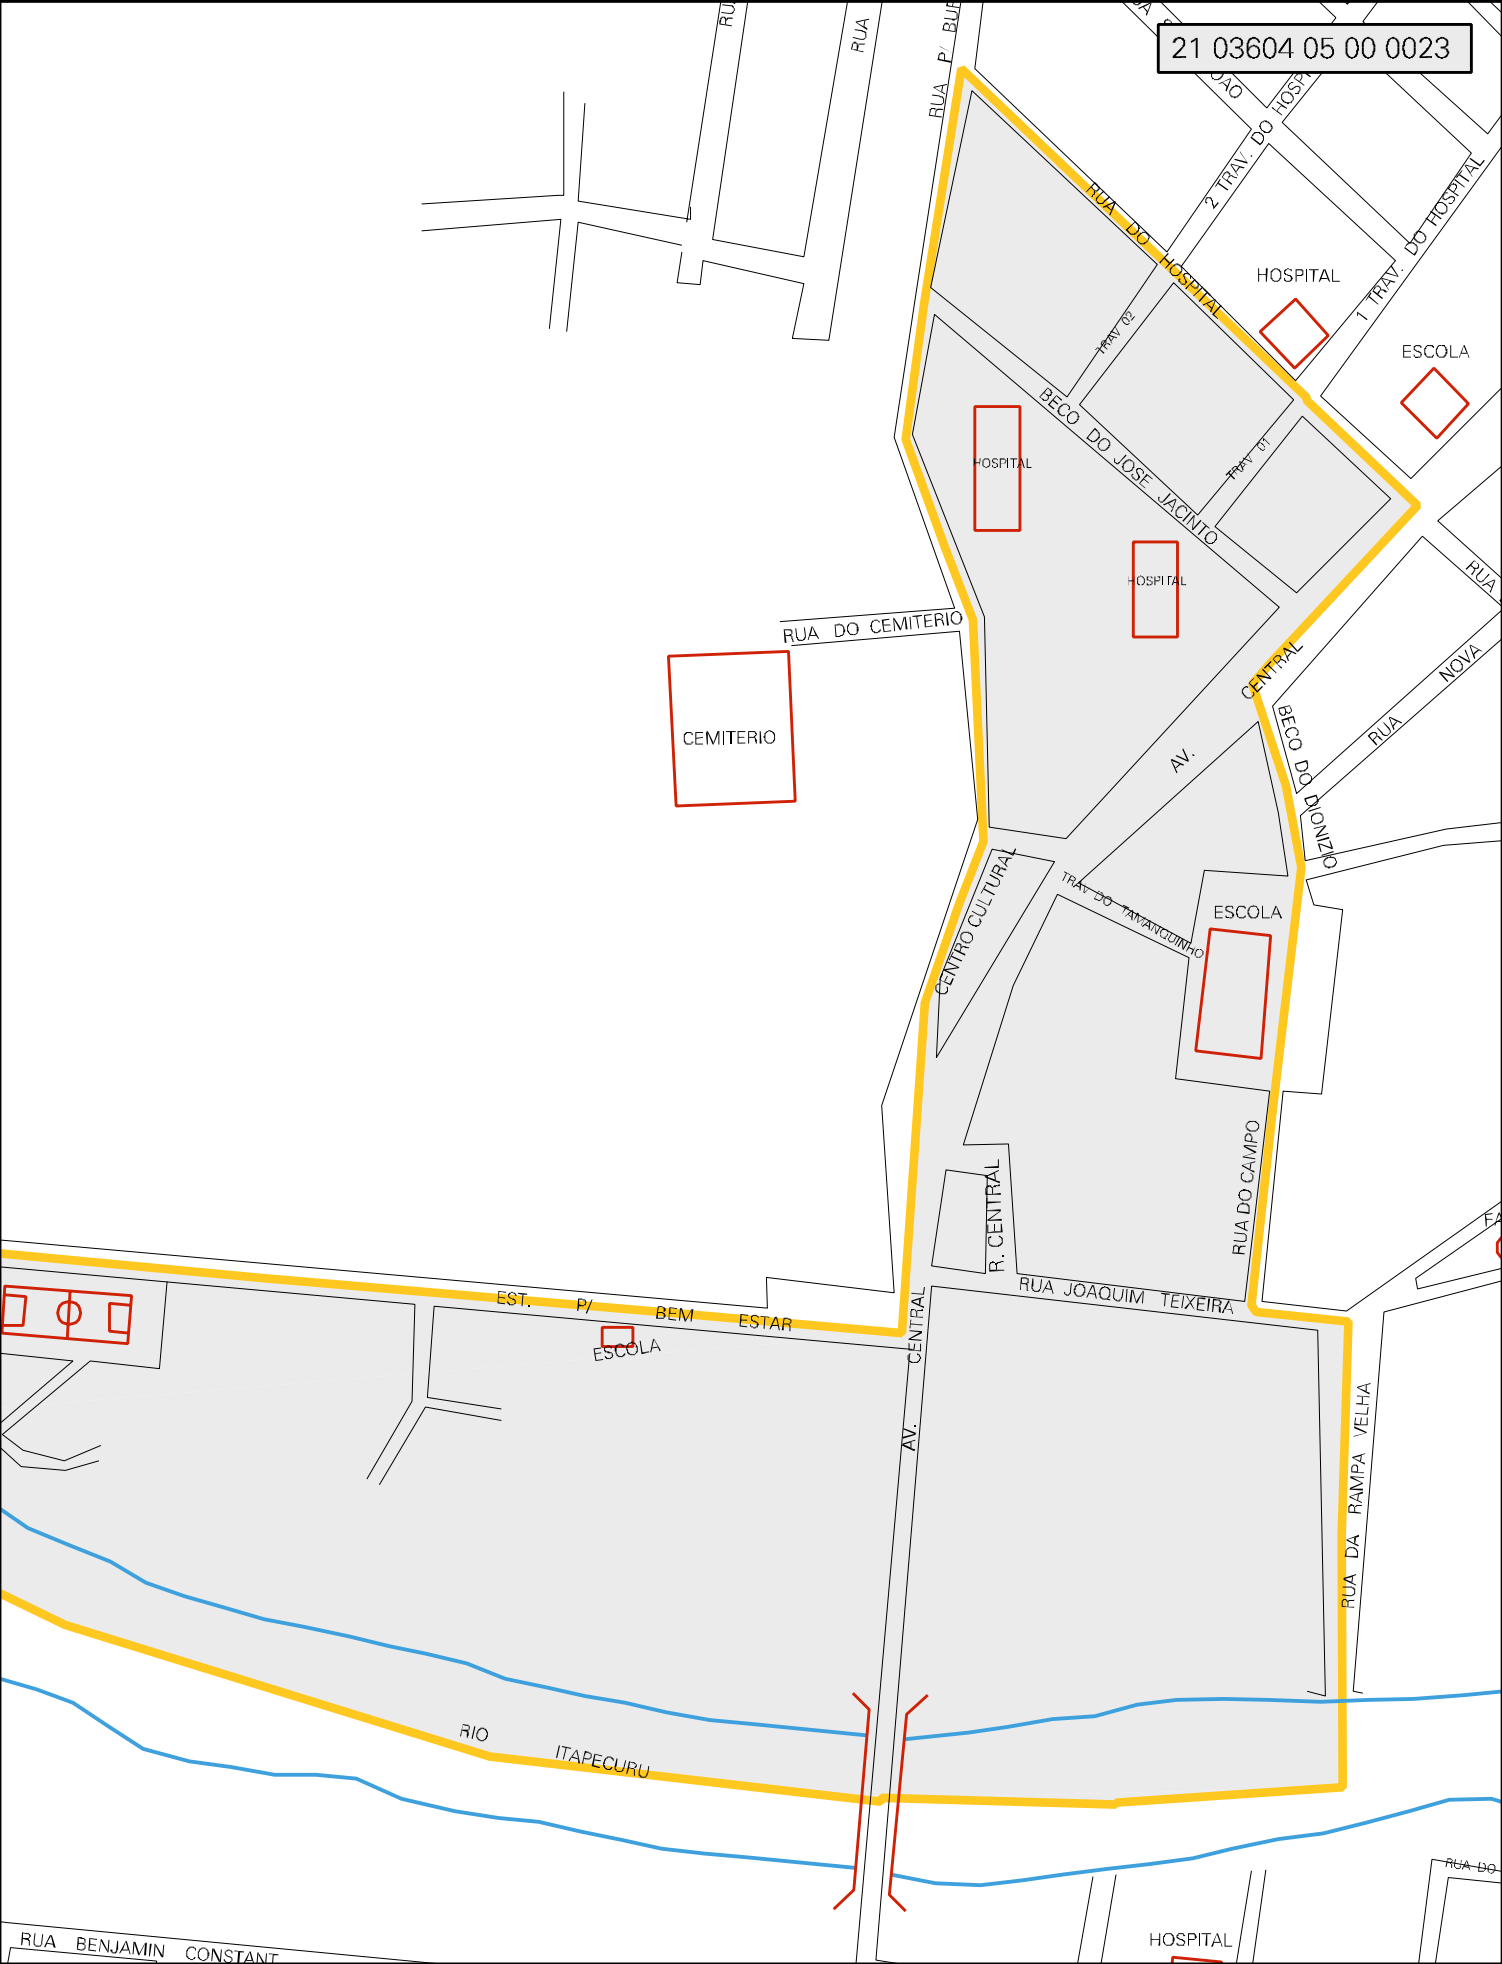 21 03604 05 00 0023
RUA
RUA P/
2 TRAV. DO
1 TRAV. DO HOSPITAL
RUA DO HOSPITAL
HOSPITAL
ESCOLA
TRAV 02
BECO DO JOSE JACINTO
TRAV 01
HOSPITAL
HOSPITAL
RUA
RUA DO CEMITERIO
CEMITERIO
AV. CENTRAL
RUA NOVA
BECO DO DIONIZIO
CENTRO CULTURAL
TRAV DO TAMANQUINHO
ESCOLA
RUA DO CAMPO
R. CENTRAL
RUA JOAQUIM TEIXEIRA
EST. P/ BEM ESTAR
ESCOLA
AV. CENTRAL
RUA DA RAMPA VELHA
RIO ITAPECURU
RUA DO
HOSPITAL
RUA BENJAMIN CONSTANT